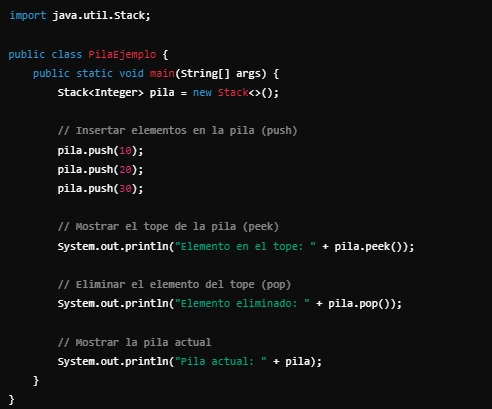 import java.util.Stack;
public class PilaEjemplo {
public static void main(String[] args) {
Stack<Integer> pila = new Stack<>();
// Insertar elementos en la pila (push)
pila.push(10);
pila.push(20);
pila.push(30);
// Mostrar el tope de la pila (peek)
System.out.println("Elemento en el tope: " + pila.peek());
// Eliminar el elemento del tope (pop)
System.out.println("Elemento eliminado: " + pila.pop());
// Mostrar la pila actual
System.out.println("Pila actual: " + pila);
}
}